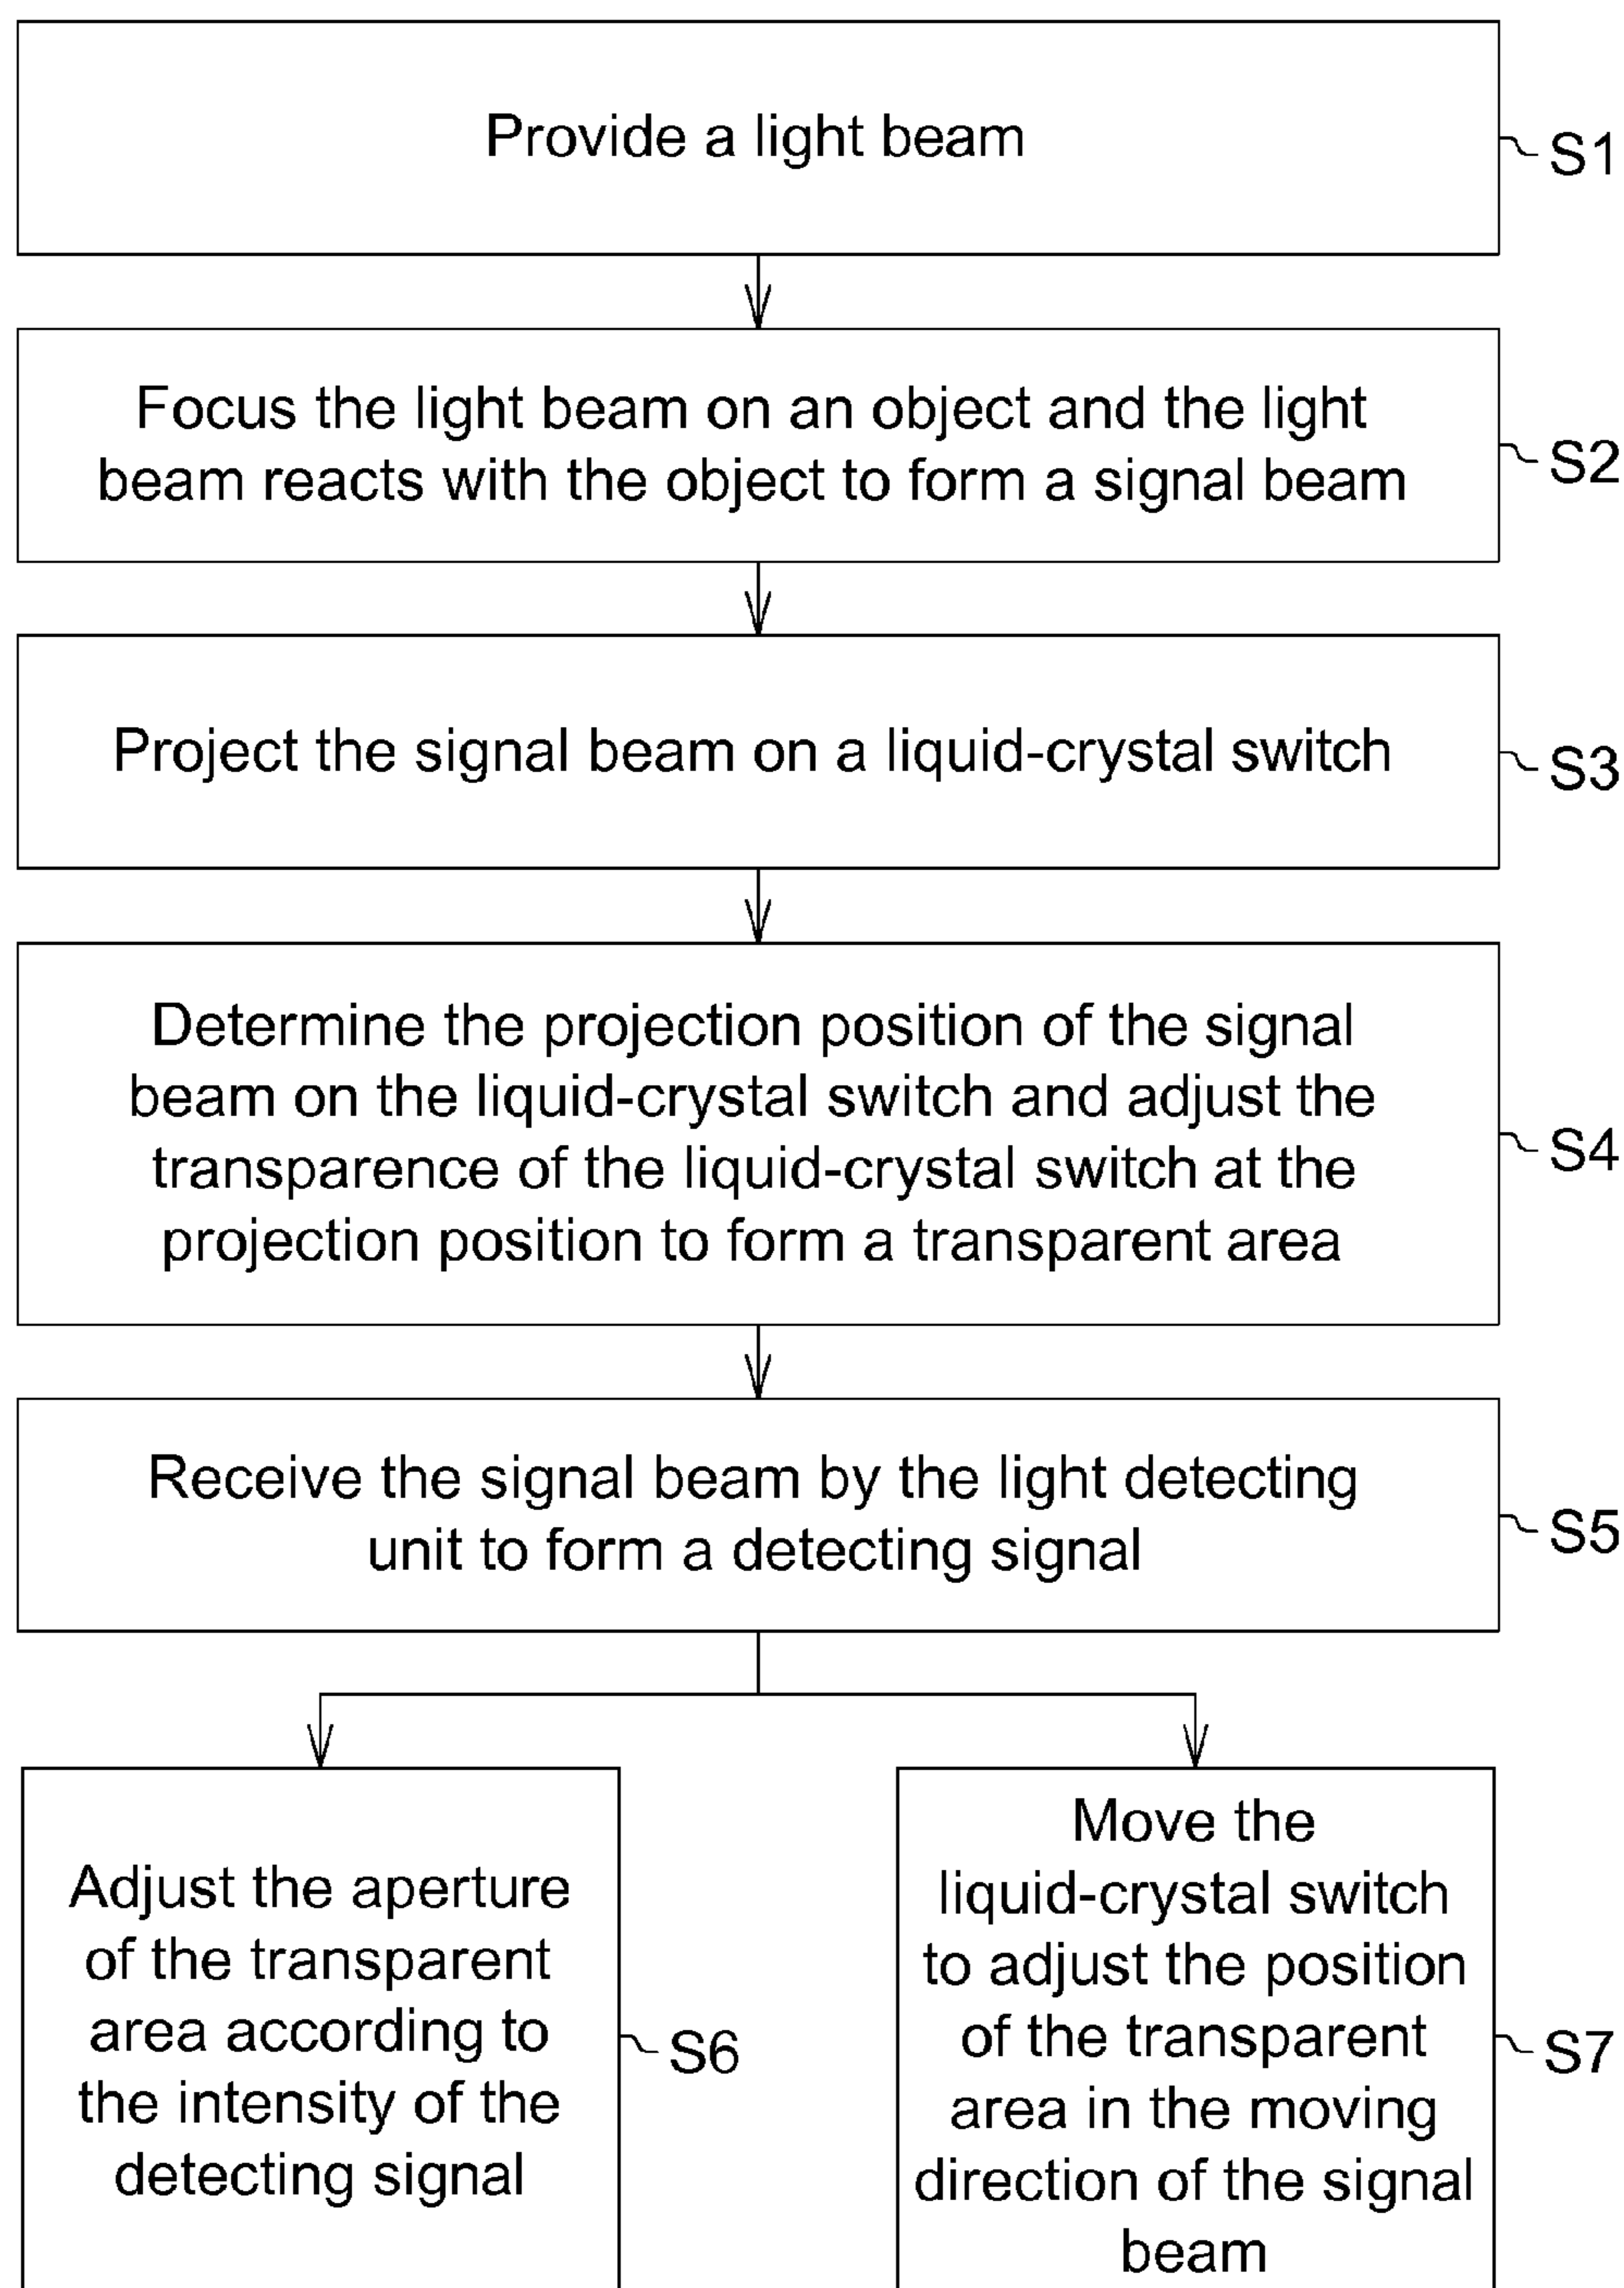 Provide a light beam
S1
Focus the light beam on an object and the light
beam reacts with the object to form a signal beam
S2
Project the signal beam on a liquid-crystal switch
S3
Determine the projection position of the signal
beam on the liquid-crystal switch and adjust the
transparence of the liquid-crystal switch at the
projection position to form a transparent area
S4
Receive the signal beam by the light detecting
unit to form a detecting signal
S5
Adjust the aperture
of the transparent
area according to
the intensity of the
detecting signal
S6
Move the
liquid-crystal switch
to adjust the position
of the transparent
area in the moving
direction of the signal
beam
S7